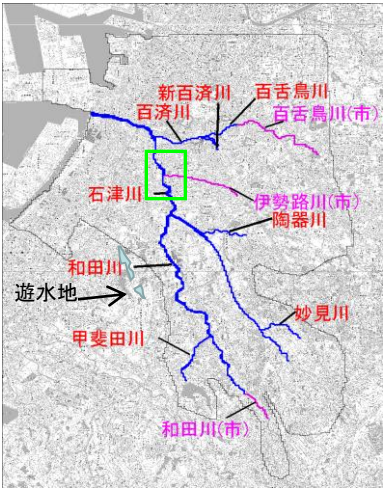 新百済川
百舌鳥川
百済川
百舌鳥川(市)
石津川
伊勢路川(市)
陶器川
和田川
遊水地
妙見川
甲斐田川
和田川(市)